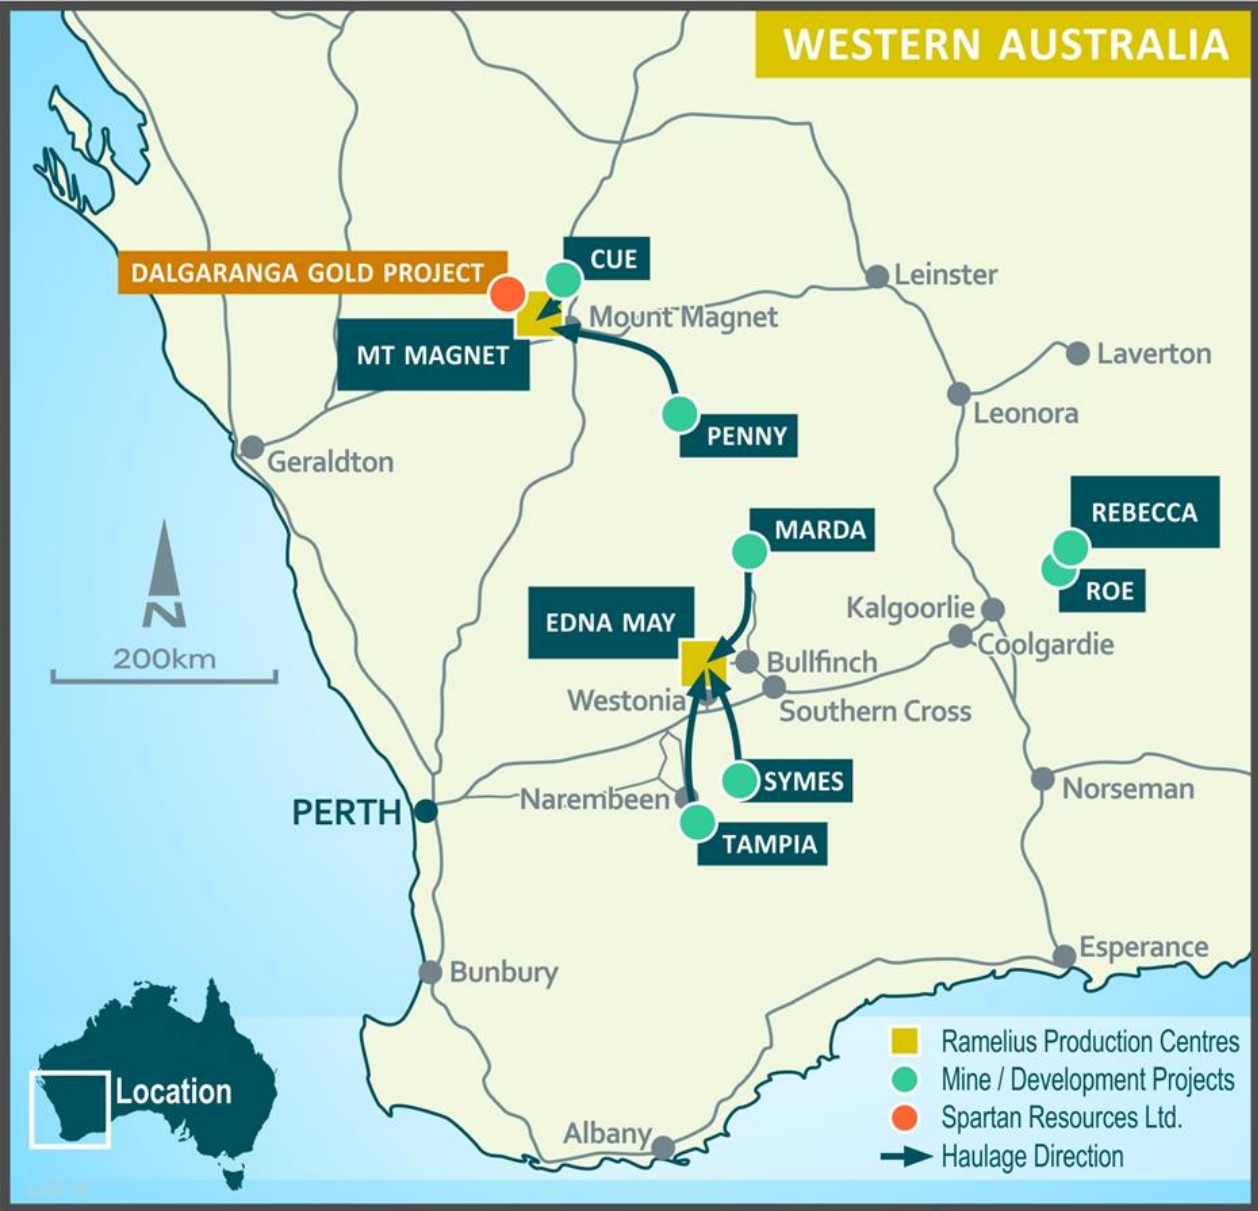 WESTERN AUSTRALIA
CUE
DALGARANGA GOLD PROJECT
Leinster
Mount Magnet
MT MAGNET
Laverton
Leonora
PENNY
Geraldton
REBECCA
MARDA
ROE
Kalgoorlie
EDNA MAY
N
Coolgardie
200km
Bullfinch
Westonia
Southern Cross
SYMES
Norseman
Narembeen
PERTH
TAMPIA
Esperance
Bunbury
Ramelius Production Centres
Mine / Development Projects
Location
Spartan Resources Ltd.
Albany
Haulage Direction